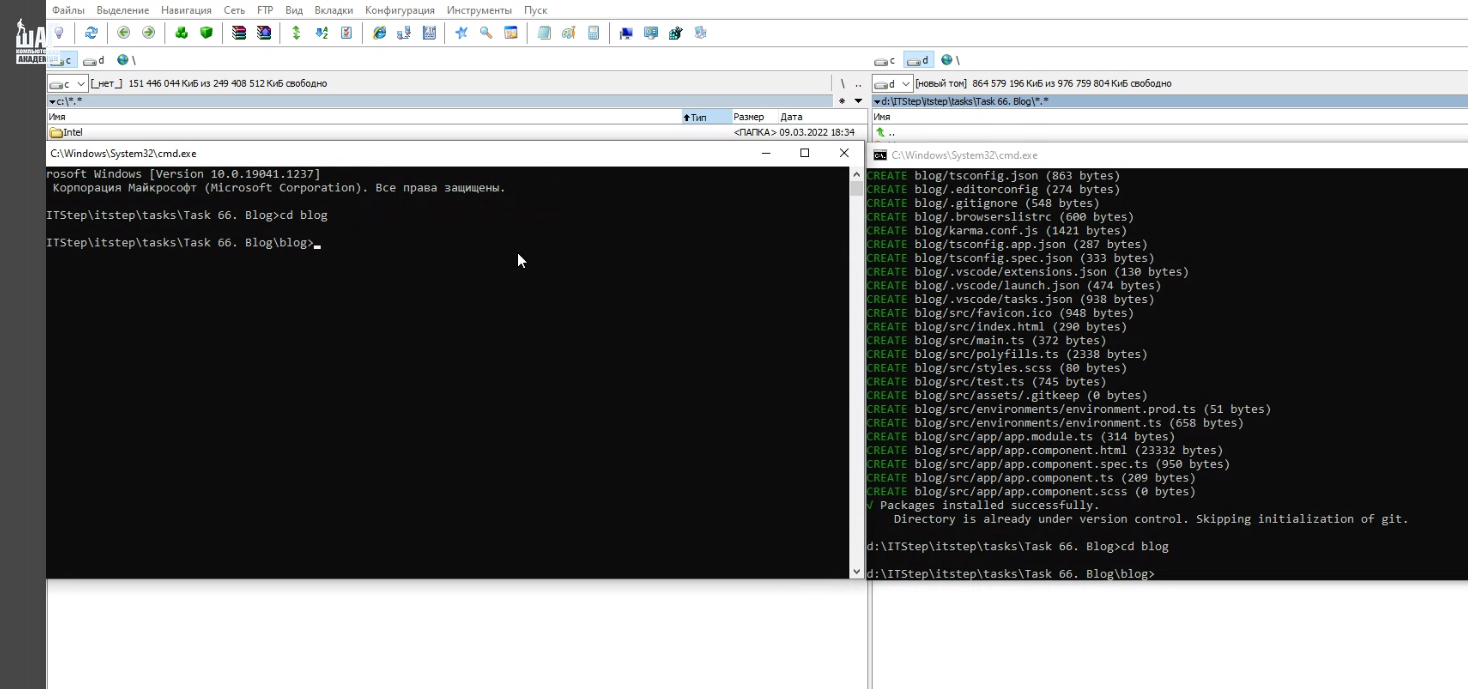 Файлы Выделение Навигация Сеть FTP Вид Вкладки Конфигурация Инструменты Пуск
ША
КОМПЬЮТЕ
АКАДЕМ
c d \
c d \
c [_нет_] 151 446 044 КиБ из 249 408 512 КиБ свободно \ ..
d [новый том] 864 579 196 КиБ из 976 759 804 КиБ свободно
c:\*.* * 
d:\ITStep\itstep\tasks\Task 66. Blog\*.*
Имя Тип Размер Дата
Имя
Intel <ПАПКА> 09.03.2022 18:34
..
C:\Windows\System32\cmd.exe
rosoft Windows [Version 10.0.19041.1237]
Корпорация Майкрософт (Microsoft Corporation). Все права защищены.
ITStep\itstep\tasks\Task 66. Blog>cd blog
ITStep\itstep\tasks\Task 66. Blog\blog>_
C:\Windows\System32\cmd.exe
CREATE blog/tsconfig.json (863 bytes)
CREATE blog/.editorconfig (274 bytes)
CREATE blog/.gitignore (548 bytes)
CREATE blog/.browserslistrc (600 bytes)
CREATE blog/karma.conf.js (1421 bytes)
CREATE blog/tsconfig.app.json (287 bytes)
CREATE blog/tsconfig.spec.json (333 bytes)
CREATE blog/.vscode/extensions.json (130 bytes)
CREATE blog/.vscode/launch.json (474 bytes)
CREATE blog/.vscode/tasks.json (938 bytes)
CREATE blog/src/favicon.ico (948 bytes)
CREATE blog/src/index.html (290 bytes)
CREATE blog/src/main.ts (372 bytes)
CREATE blog/src/polyfills.ts (2338 bytes)
CREATE blog/src/styles.scss (80 bytes)
CREATE blog/src/test.ts (745 bytes)
CREATE blog/src/assets/.gitkeep (0 bytes)
CREATE blog/src/environments/environment.prod.ts (51 bytes)
CREATE blog/src/environments/environment.ts (658 bytes)
CREATE blog/src/app/app.module.ts (314 bytes)
CREATE blog/src/app/app.component.html (23332 bytes)
CREATE blog/src/app/app.component.spec.ts (950 bytes)
CREATE blog/src/app/app.component.ts (209 bytes)
CREATE blog/src/app/app.component.scss (0 bytes)
√ Packages installed successfully.
Directory is already under version control. Skipping initialization of git.
d:\ITStep\itstep\tasks\Task 66. Blog>cd blog
d:\ITStep\itstep\tasks\Task 66. Blog\blog>